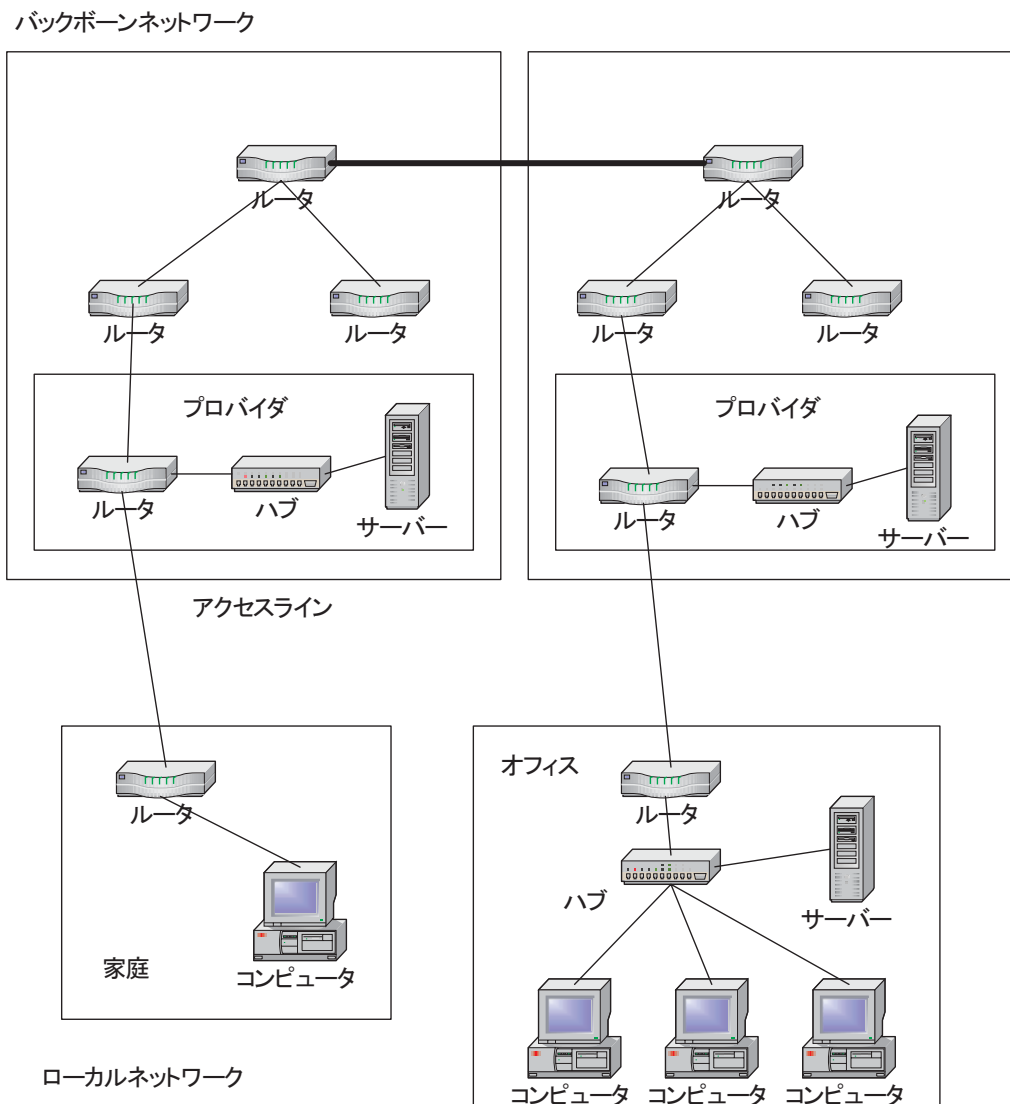 バックボーンネットワーク
ルータ
ルータ
ルータ
ルータ
ルータ
ルータ
プロバイダ
プロバイダ
ルータ
ハブ
サーバー
ルータ
ハブ
サーバー
アクセスライン
オフィス
ルータ
ルータ
ハブ
サーバー
家庭
コンピュータ
ローカルネットワーク
コンピュータ
コンピュータ
コンピュータ